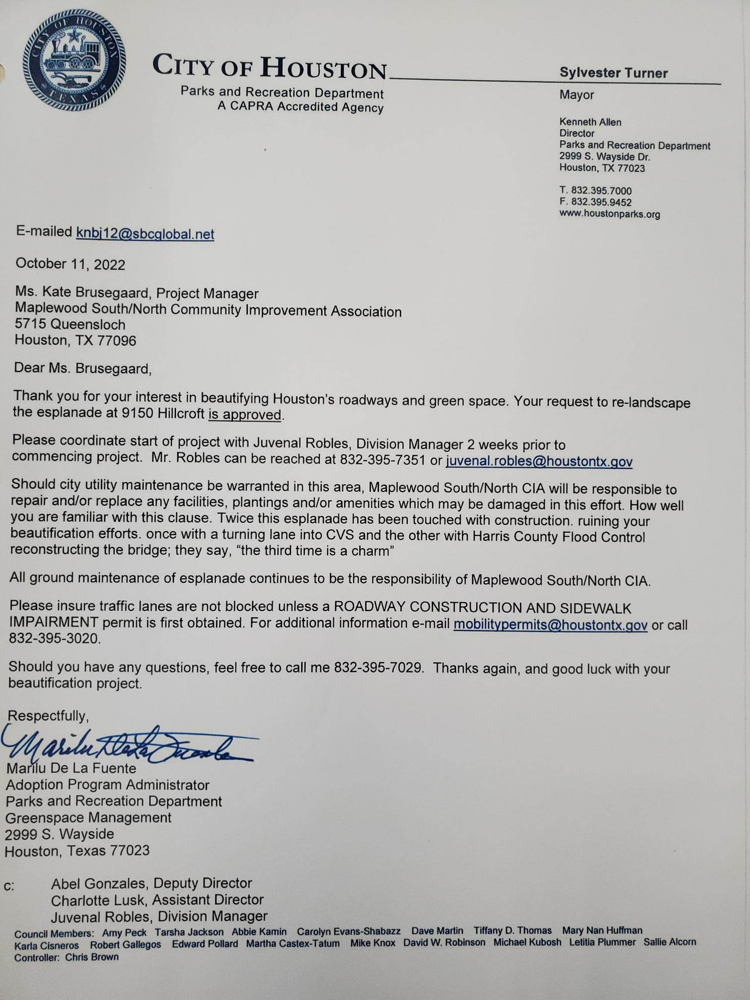 CITY OF HOUSTON
TEXAS
CITY OF HOUSTON
Parks and Recreation Department
A CAPRA Accredited Agency
Sylvester Turner
Mayor
Kenneth Allen
Director
Parks and Recreation Department
2999 S. Wayside Dr.
Houston, TX 77023
T. 832.395.7000
F. 832.395.9452
www.houstonparks.org
E-mailed knbj12@sbcglobal.net
October 11, 2022
Ms. Kate Brusegaard, Project Manager
Maplewood South/North Community Improvement Association
5715 Queensloch
Houston, TX 77096
Dear Ms. Brusegaard,
Thank you for your interest in beautifying Houston's roadways and green space. Your request to re-landscape
the esplanade at 9150 Hillcroft is approved.
Please coordinate start of project with Juvenal Robles, Division Manager 2 weeks prior to
commencing project. Mr. Robles can be reached at 832-395-7351 or juvenal.robles@houstontx.gov
Should city utility maintenance be warranted in this area, Maplewood South/North CIA will be responsible to
repair and/or replace any facilities, plantings and/or amenities which may be damaged in this effort. How well
you are familiar with this clause. Twice this esplanade has been touched with construction. ruining your
beautification efforts. once with a turning lane into CVS and the other with Harris County Flood Control
reconstructing the bridge; they say, “the third time is a charm”
All ground maintenance of esplanade continues to be the responsibility of Maplewood South/North CIA.
Please insure traffic lanes are not blocked unless a ROADWAY CONSTRUCTION AND SIDEWALK
IMPAIRMENT permit is first obtained. For additional information e-mail mobilitypermits@houstontx.gov or call
832-395-3020.
Should you have any questions, feel free to call me 832-395-7029. Thanks again, and good luck with your
beautification project.
Respectfully,
Marilu De La Fuente
Marilu De La Fuente
Adoption Program Administrator
Parks and Recreation Department
Greenspace Management
2999 S. Wayside
Houston, Texas 77023
c: Abel Gonzales, Deputy Director
Charlotte Lusk, Assistant Director
Juvenal Robles, Division Manager
Council Members: Amy Peck Tarsha Jackson Abbie Kamin Carolyn Evans-Shabazz Dave Martin Tiffany D. Thomas Mary Nan Huffman
Karla Cisneros Robert Gallegos Edward Pollard Martha Castex-Tatum Mike Knox David W. Robinson Michael Kubosh Letitia Plummer Sallie Alcorn
Controller: Chris Brown